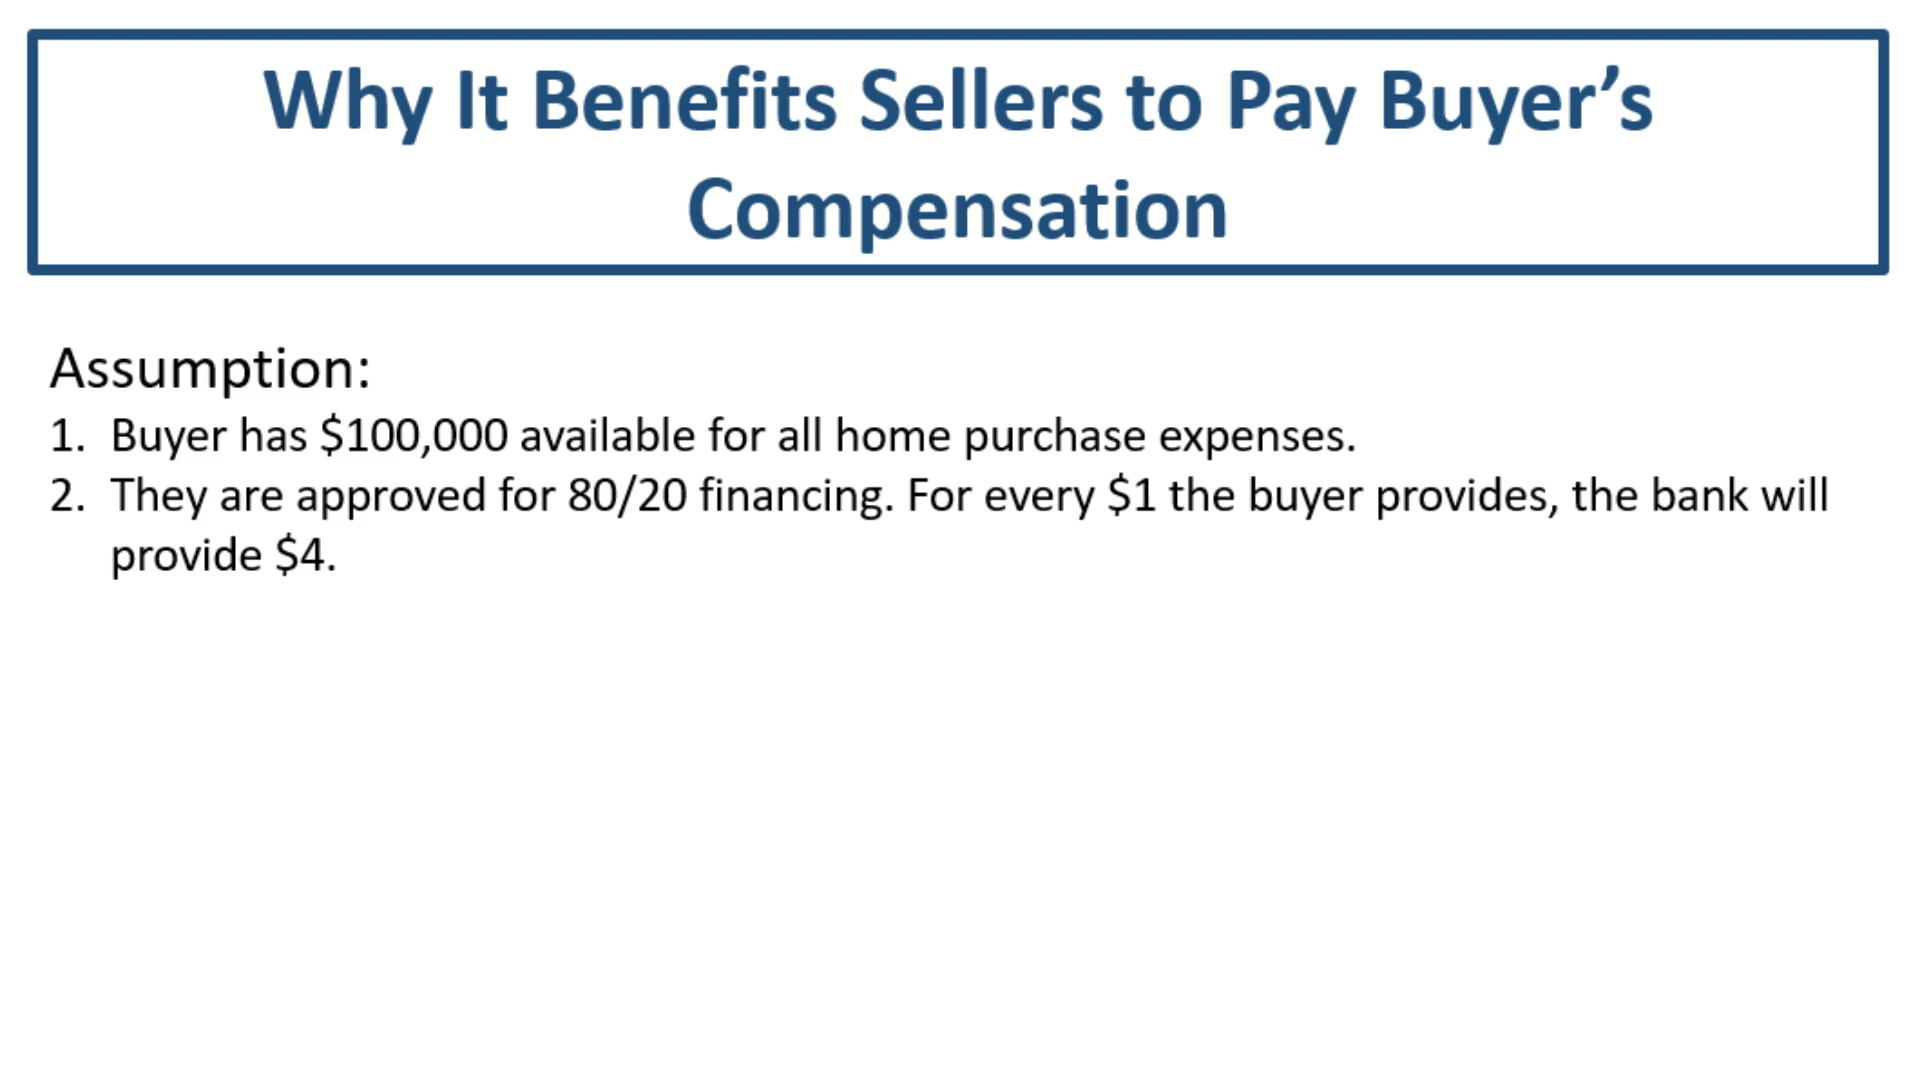 Why It Benefits Sellers to Pay Buyer’s
Compensation
Assumption:
1. Buyer has $100,000 available for all home purchase expenses.
2. They are approved for 80/20 financing. For every $1 the buyer provides, the bank will
provide $4.